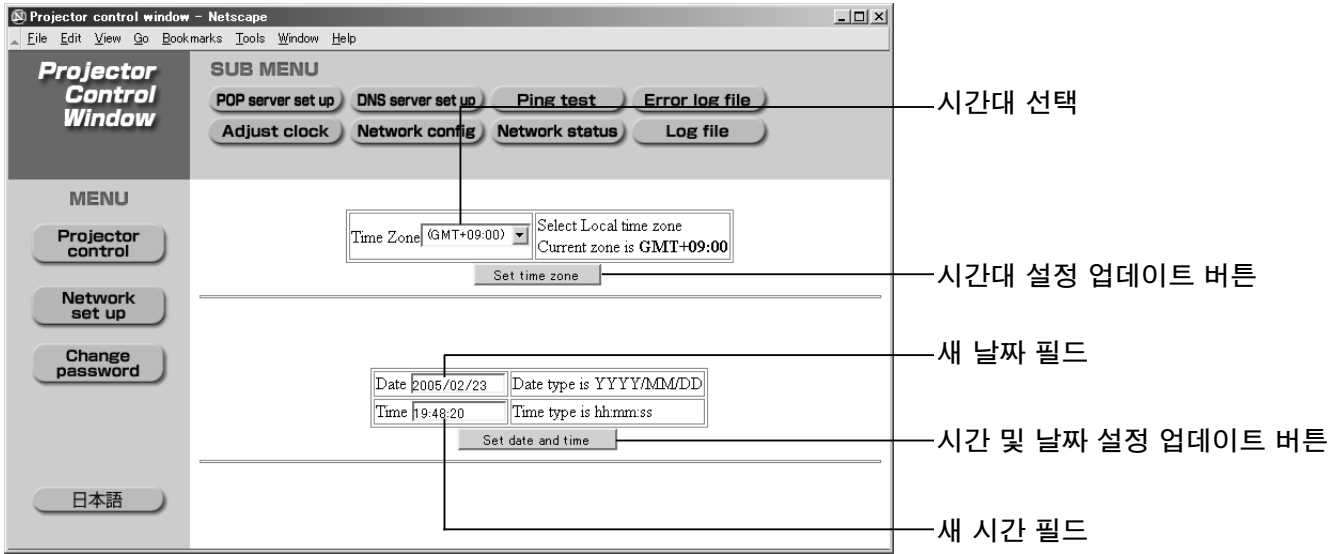 Projector control window - Netscape
File Edit View Go Bookmarks Tools Window Help
Projector
Control
Window
SUB MENU
POP server set up DNS server set up Ping test Error log file
Adjust clock Network config Network status Log file
시간대 선택
MENU
Projector
control
Network
set up
Change
password
日本語
Time Zone (GMT+09:00) Select Local time zone
Current zone is GMT+09:00
Set time zone
시간대 설정 업데이트 버튼
새 날짜 필드
Date 2005/02/23 Date type is YYYY/MM/DD
Time 19:48:20 Time type is hh:mm:ss
Set date and time
시간 및 날짜 설정 업데이트 버튼
새 시간 필드